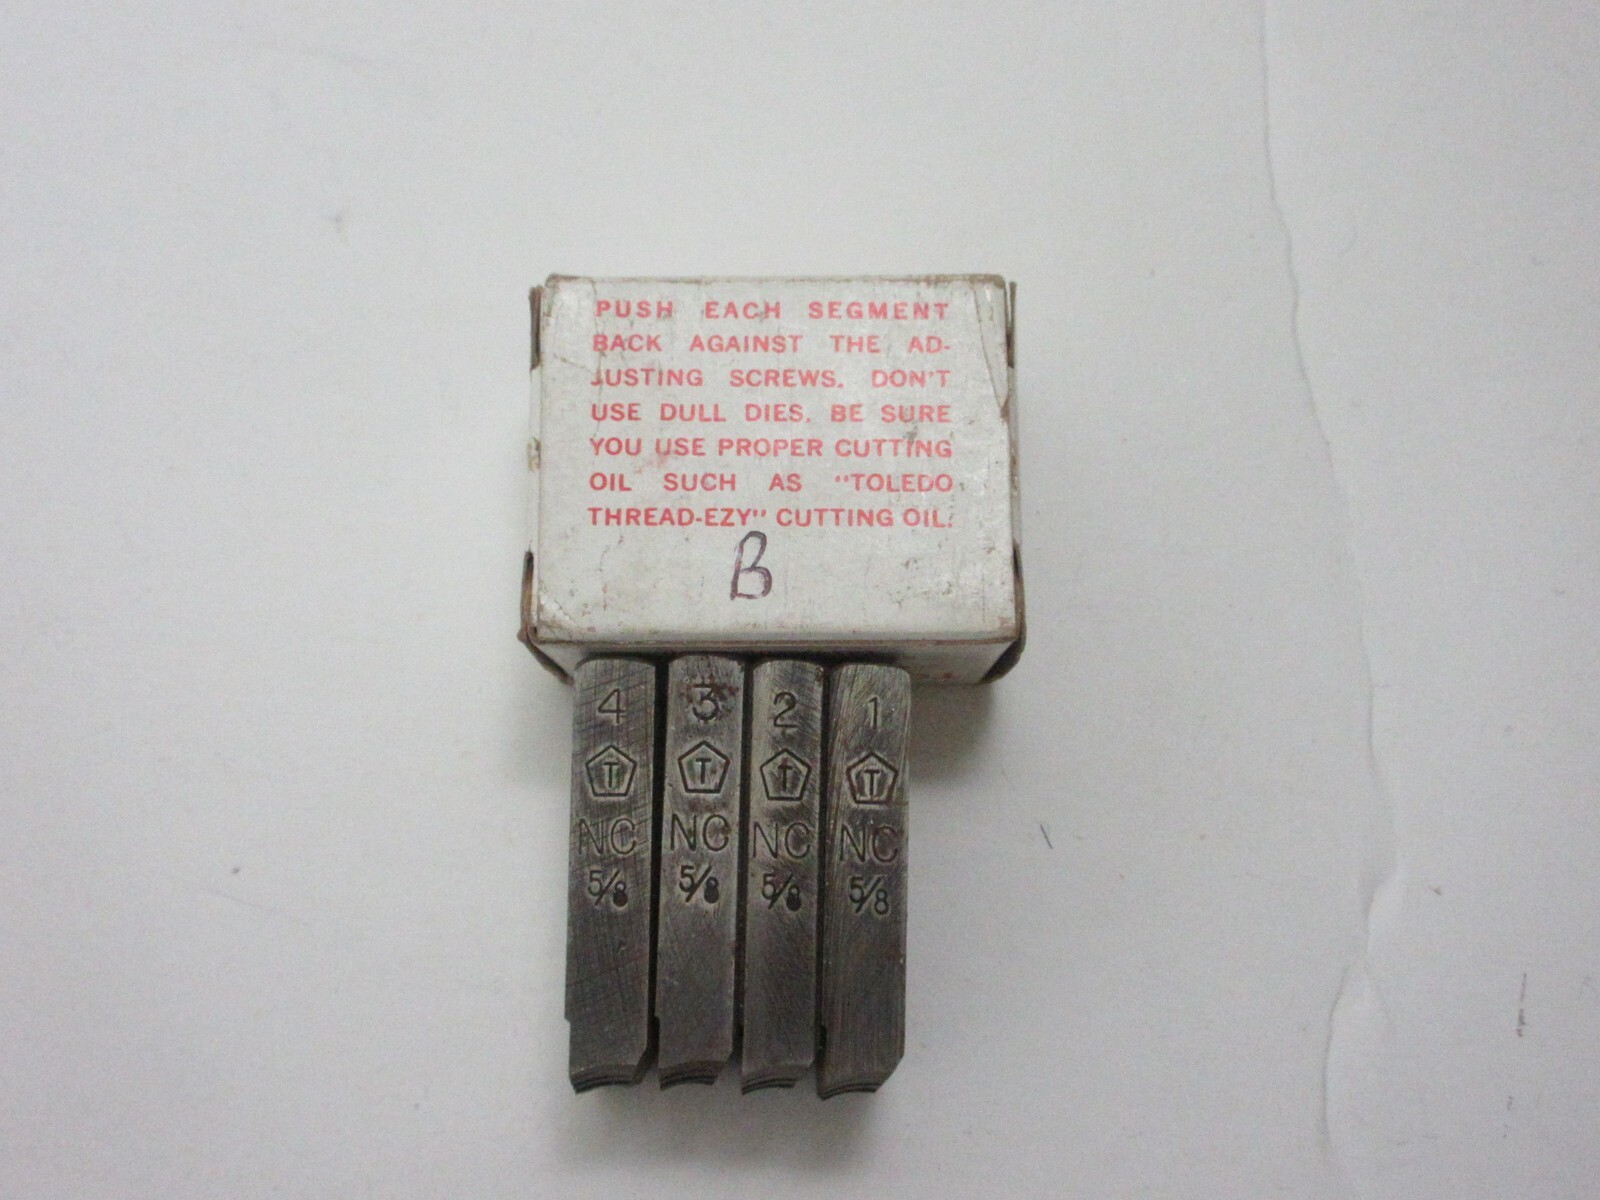 PUSH EACH SEGMENT
BACK AGAINST THE AD-
JUSTING SCREWS. DON'T
USE DULL DIES. BE SURE
YOU USE PROPER CUTTING
OIL SUCH AS "TOLEDO
THREAD-EZY" CUTTING OIL.
B
4 3 2 1
T T T T
NC NC NC NC
5/8 5/8 5/8 5/8